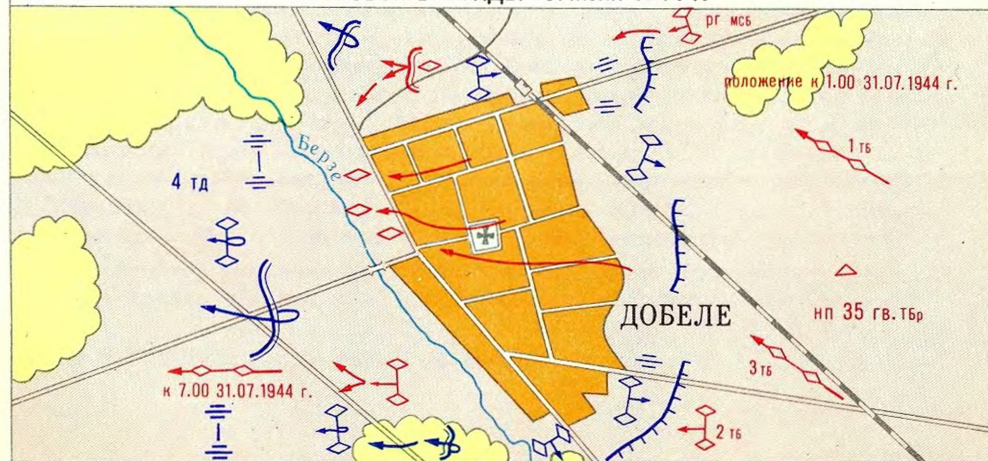 рг мсб
положение к 1.00 31.07.1944 г.
1 тб
Берзе
4 тд
нп 35 гв.тбр
ДОБЕЛЕ
3 тб
к 7.00 31.07.1944 г.
2 тб